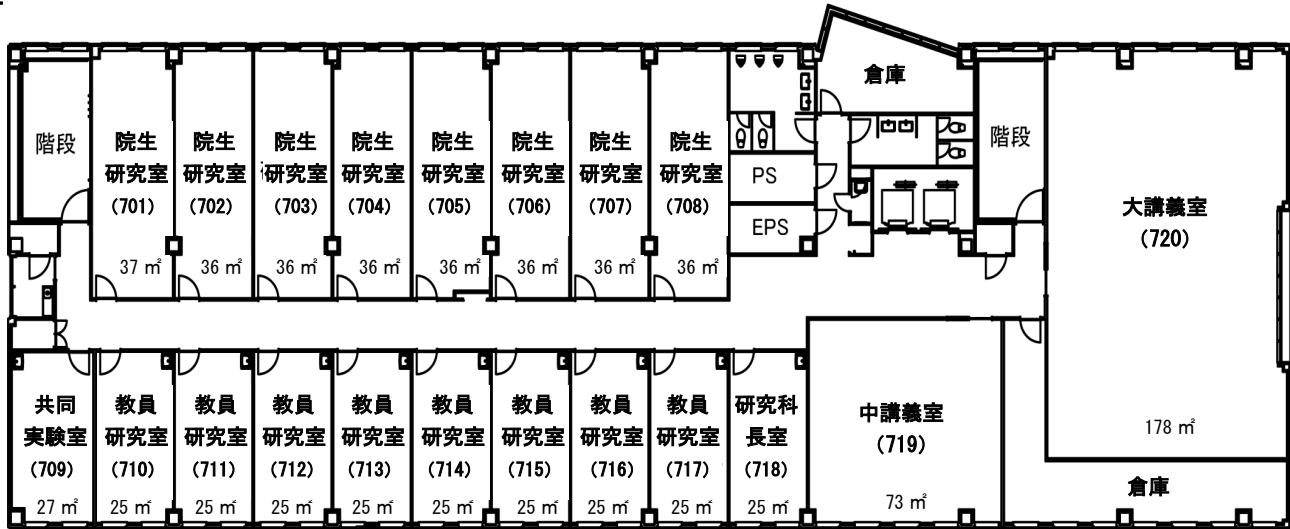 倉庫
階段
院生
研究室
(701)
37 ㎡
院生
研究室
(702)
36 ㎡
院生
研究室
(703)
36 ㎡
院生
研究室
(704)
36 ㎡
院生
研究室
(705)
36 ㎡
院生
研究室
(706)
36 ㎡
院生
研究室
(707)
36 ㎡
院生
研究室
(708)
36 ㎡
PS
EPS
階段
大講義室
(720)
178 ㎡
共同
実験室
(709)
27 ㎡
教員
研究室
(710)
25 ㎡
教員
研究室
(711)
25 ㎡
教員
研究室
(712)
25 ㎡
教員
研究室
(713)
25 ㎡
教員
研究室
(714)
25 ㎡
教員
研究室
(715)
25 ㎡
教員
研究室
(716)
25 ㎡
教員
研究室
(717)
25 ㎡
研究科
長室
(718)
25 ㎡
中講義室
(719)
73 ㎡
倉庫